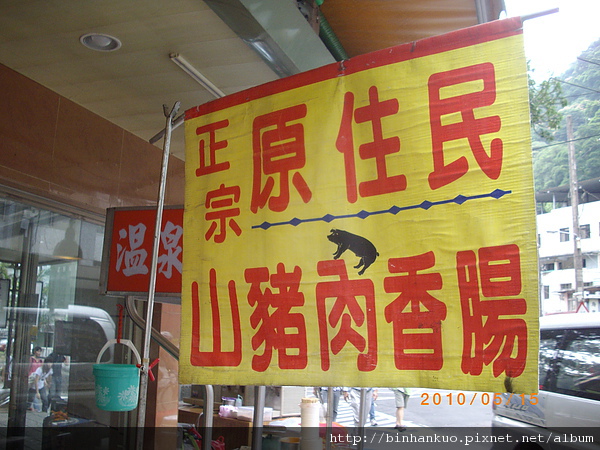 正宗
原住民
山豬肉香腸
溫泉
2010/05/15
http://binhankuo.pixnet.net/album